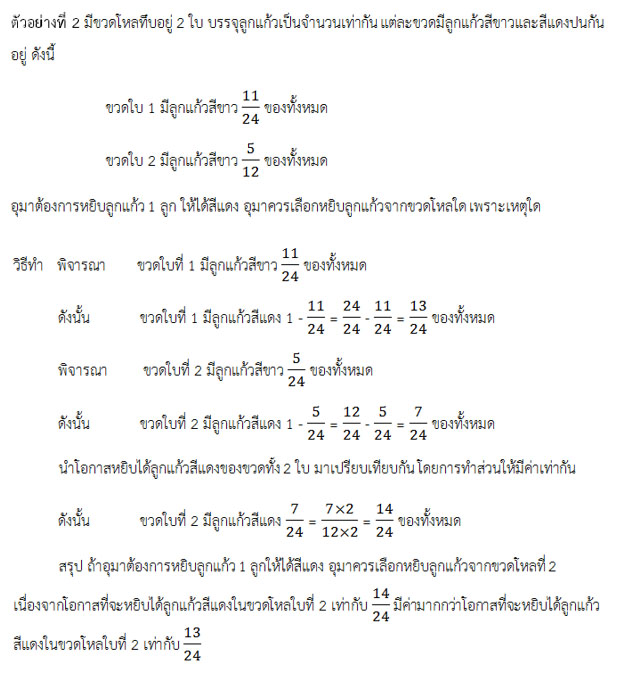 ตัวอย่างที่ 2 มีขวดโหลทึบอยู่ 2 ใบ บรรจุลูกแก้วเป็นจำนวนเท่ากัน แต่ละขวดมีลูกแก้วสีขาวและสีแดงปนกัน
อยู่ ดังนี้
ขวดใบ 1 มีลูกแก้วสีขาว 11/24 ของทั้งหมด
ขวดใบ 2 มีลูกแก้วสีขาว 5/12 ของทั้งหมด
อุมาต้องการหยิบลูกแก้ว 1 ลูก ให้ได้สีแดง อุมาควรเลือกหยิบลูกแก้วจากขวดโหลใด เพราะเหตุใด
วิธีทำ พิจารณา ขวดใบที่ 1 มีลูกแก้วสีขาว 11/24 ของทั้งหมด
ดังนั้น ขวดใบที่ 1 มีลูกแก้วสีแดง 1 - 11/24 = 24/24 - 11/24 = 13/24 ของทั้งหมด
พิจารณา ขวดใบที่ 2 มีลูกแก้วสีขาว 5/24 ของทั้งหมด
ดังนั้น ขวดใบที่ 2 มีลูกแก้วสีแดง 1 - 5/24 = 12/24 - 5/24 = 7/24 ของทั้งหมด
นำโอกาสหยิบได้ลูกแก้วสีแดงของขวดทั้ง 2 ใบ มาเปรียบเทียบกัน โดยการทำส่วนให้มีค่าเท่ากัน
ดังนั้น ขวดใบที่ 2 มีลูกแก้วสีแดง 7/24 = 7×2/12×2 = 14/24 ของทั้งหมด
สรุป ถ้าอุมาต้องการหยิบลูกแก้ว 1 ลูกให้ได้สีแดง อุมาควรเลือกหยิบลูกแก้วจากขวดโหลที่ 2
เนื่องจากโอกาสที่จะหยิบได้ลูกแก้วสีแดงในขวดโหลใบที่ 2 เท่ากับ 14/24 มีค่ามากกว่าโอกาสที่จะหยิบได้ลูกแก้ว
สีแดงในขวดโหลใบที่ 2 เท่ากับ 13/24